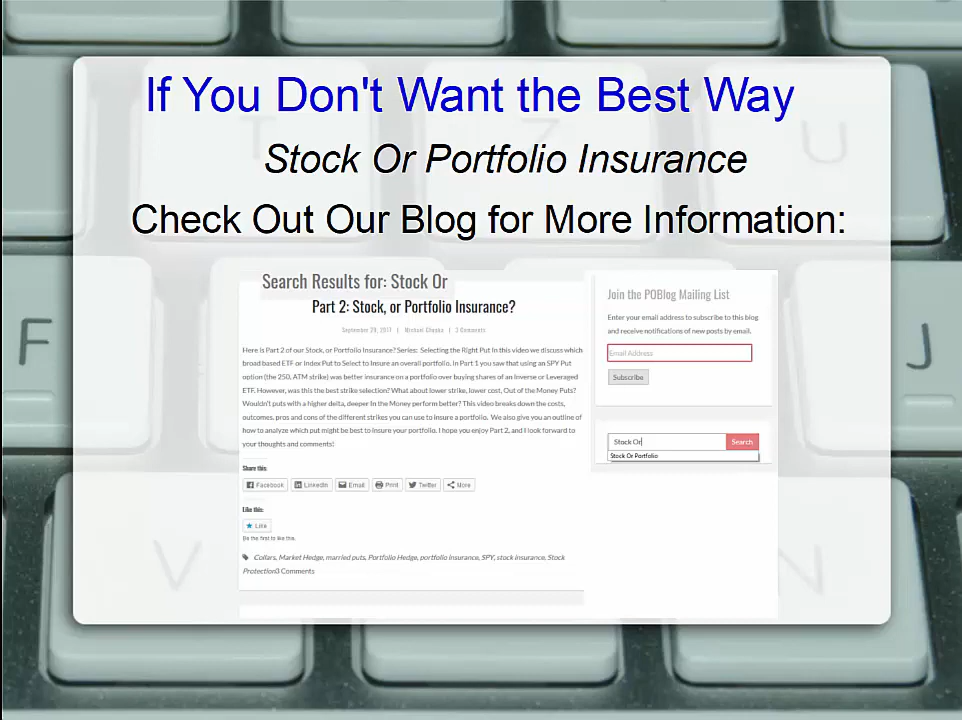 If You Don't Want the Best Way
Stock Or Portfolio Insurance
Check Out Our Blog for More Information:
Search Results for: Stock Or
Part 2: Stock, or Portfolio Insurance?
September 29, 2017 | Michael Chupka | 3 Comments
Here is Part 2 of our Stock, or Portfolio Insurance? Series: Selecting the Right Put In this video we discuss which
broad based ETF or Index Put to Select to Insure an overall portfolio. In Part 1 you saw that using an SPY Put
option (the 250, ATM strike) was better insurance on a portfolio over buying shares of an Inverse or Leveraged
ETF. However, was this the best strike selection? What about lower strike, lower cost, Out of the Money Puts?
Wouldn't puts with a higher delta, deeper In the Money perform better? This video breaks down the costs,
outcomes, pros and cons of the different strikes you can use to insure a portfolio. We also give you an outline of
how to analyze which put might be best to insure your portfolio. I hope you enjoy Part 2, and I look forward to
your thoughts and comments!
Share this:
Facebook LinkedIn Email Print Twitter More
Like this:
Like
Be the first to like this.
Collars, Market Hedge, married puts, Portfolio Hedge, portfolio insurance, SPY, stock insurance, Stock
Protection3 Comments
Join the POBlog Mailing List
Enter your email address to subscribe to this blog
and receive notifications of new posts by email.
Email Address
Subscribe
Stock Or Search
Stock Or Portfolio
T Z U
F J
V N